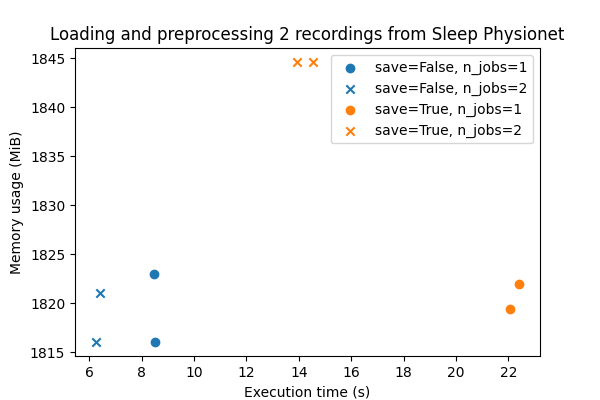 Loading and preprocessing 2 recordings from Sleep Physionet
1845
1840
1835
1830
1825
1820
1815
Memory usage (MiB)
save=False, n_jobs=1
save=False, n_jobs=2
save=True, n_jobs=1
save=True, n_jobs=2
6 8 10 12 14 16 18 20 22
Execution time (s)